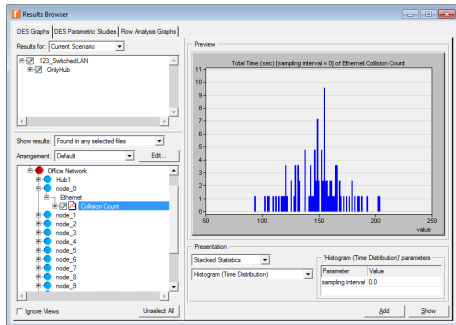 Results Browser
DES Graphs DES Parametric Studies Flow Analysis Graphs
Results for: Current Scenario
123_SwitchedLAN
OnlyHub
Show results: Found in any selected files
Arrangement: Default Edit...
Office Network
Hub1
node_0
Ethernet
Collision Count
node_1
node_2
node_3
node_4
node_5
node_6
node_7
node_8
node_9
Ignore Views Unselect All
Preview
Total Time (sec) [sampling interval = 0] of Ethernet.Collision Count
11
10
9
8
7
6
5
4
3
2
1
0
50 100 150 200 250
value
Presentation
Stacked Statistics
Histogram (Time Distribution)
'Histogram (Time Distribution)' parameters
Parameter Value
sampling interval 0.0
Add Show